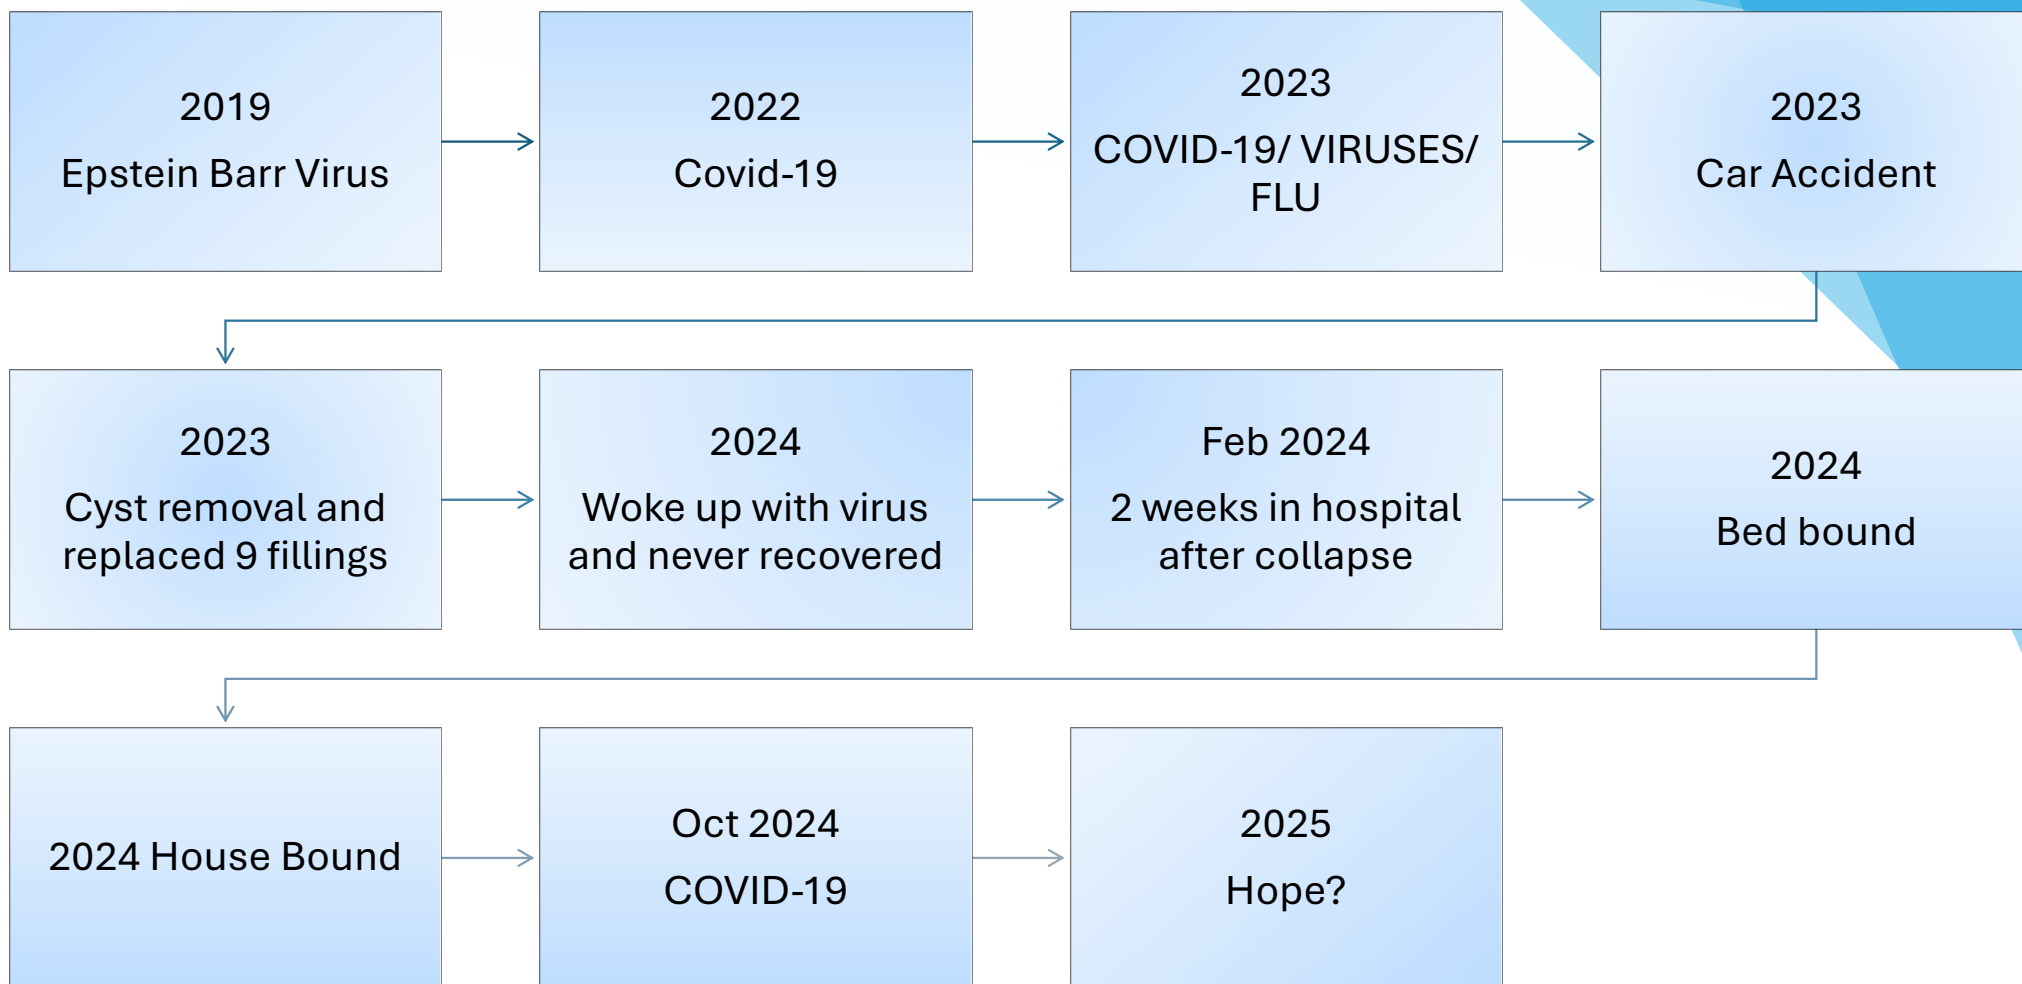 2019
Epstein Barr Virus
2022
Covid-19
2023
COVID-19/ VIRUSES/
FLU
2023
Car Accident
2023
Cyst removal and
replaced 9 fillings
2024
Woke up with virus
and never recovered
Feb 2024
2 weeks in hospital
after collapse
2024
Bed bound
2024 House Bound
Oct 2024
COVID-19
2025
Hope?